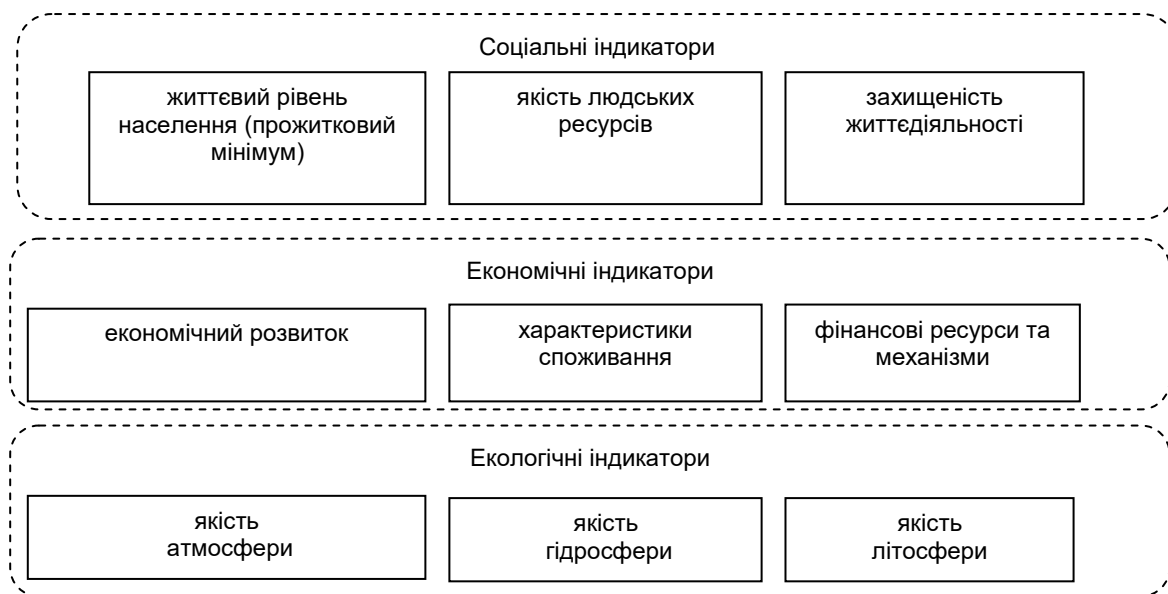 Соціальні індикатори
життєвий рівень
населення (прожитковий
мінімум)
якість людських
ресурсів
захищеність
життєдіяльності
Економічні індикатори
економічний розвиток
характеристики
споживання
фінансові ресурси та
механізми
Екологічні індикатори
якість
атмосфери
якість
гідросфери
якість
літосфери